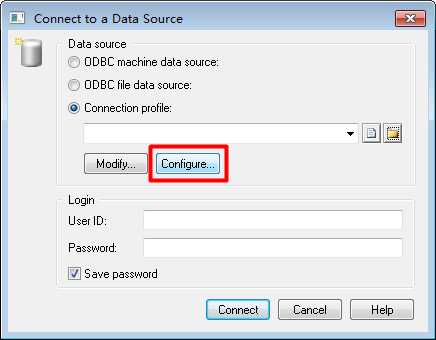 Connect to a Data Source
Data source
ODBC machine data source:
ODBC file data source:
Connection profile:
Modify... Configure...
Login
User ID:
Password:
Save password
Connect Cancel Help